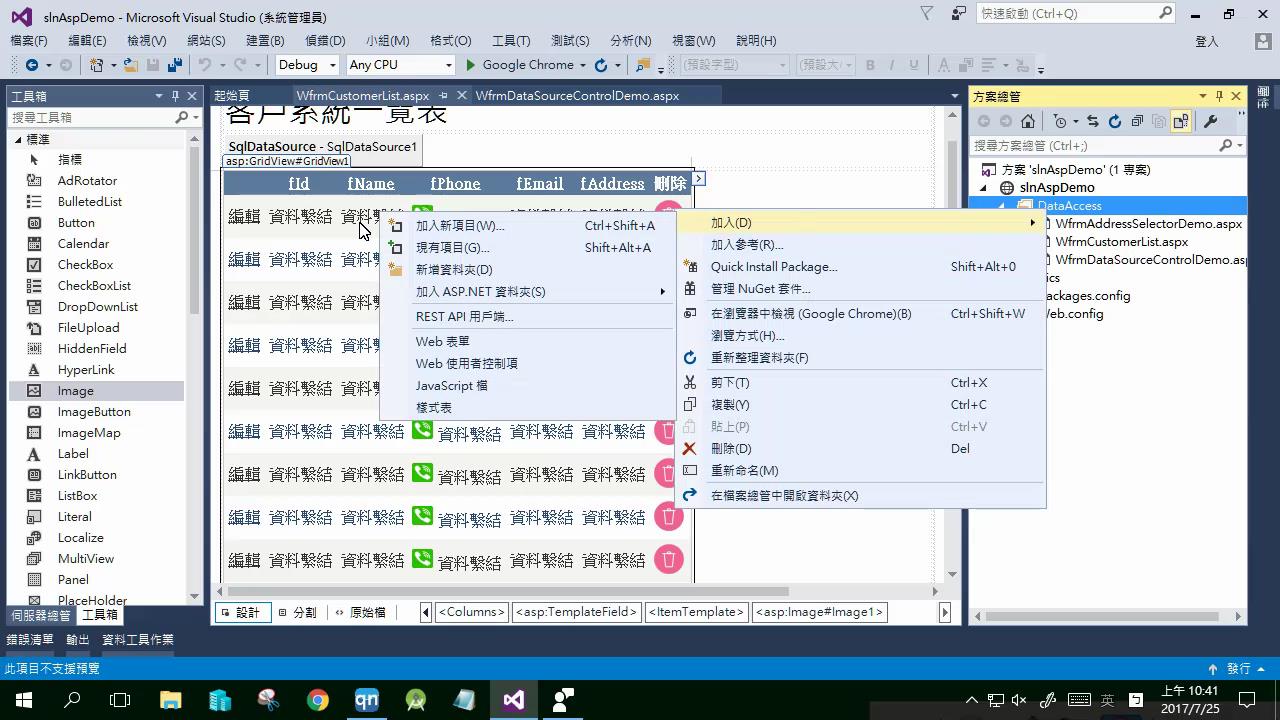 slnAspDemo - Microsoft Visual Studio (系統管理員)
快速啟動 (Ctrl+Q)
檔案(F) 編輯(E) 檢視(V) 網站(S) 建置(B) 偵錯(D) 小組(M) 格式(O) 工具(T) 測試(S) 分析(N) 視窗(W) 說明(H) 登入
Debug Any CPU Google Chrome (預設字型) (預設大 B I U
工具箱
起始頁 WfrmCustomerList.aspx WfrmDataSourceControlDemo.aspx
方案總管
搜尋工具箱
標準
指標
AdRotator
BulletedList
Button
Calendar
CheckBox
CheckBoxList
DropDownList
FileUpload
HiddenField
HyperLink
Image
ImageButton
ImageMap
Label
LinkButton
ListBox
Literal
Localize
MultiView
Panel
PlaceHolder
伺服器總管 工具箱
客戶系統一覽表
SqlDataSource - SqlDataSource1
asp:GridView#GridView1
fId fName fPhone fEmail fAddress 刪除
編輯 資料繫結 資料
編輯 資料繫結
編輯 資料繫結
編輯 資料繫結
編輯 資料繫結
編輯 資料繫結 資料繫結 資料繫結 資料繫結 資料繫結
編輯 資料繫結 資料繫結 資料繫結 資料繫結 資料繫結
編輯 資料繫結 資料繫結 資料繫結 資料繫結 資料繫結
編輯 資料繫結 資料繫結 資料繫結 資料繫結 資料繫結
加入新項目(W)... Ctrl+Shift+A
現有項目(G)... Shift+Alt+A
新增資料夾(D)
加入 ASP.NET 資料夾(S)
REST API 用戶端...
Web 表單
Web 使用者控制項
JavaScript 檔
樣式表
加入(D)
加入參考(R)...
Quick Install Package... Shift+Alt+0
管理 NuGet 套件...
在瀏覽器中檢視 (Google Chrome)(B) Ctrl+Shift+W
瀏覽方式(H)...
重新整理資料夾(F)
剪下(T) Ctrl+X
複製(Y) Ctrl+C
貼上(P) Ctrl+V
刪除(D) Del
重新命名(M)
在檔案總管中開啟資料夾(X)
搜尋方案總管 (Ctrl+;)
方案 'slnAspDemo' (1 專案)
slnAspDemo
DataAccess
WfrmAddressSelectorDemo.aspx
WfrmCustomerList.aspx
WfrmDataSourceControlDemo.as
ics
ackages.config
eb.config
設計 分割 原始檔 <Columns> <asp:TemplateField> <ItemTemplate> <asp:Image#Image1>
錯誤清單 輸出 資料工具作業
此項目不支援預覽 發行
qn
英
上午 10:41
2017/7/25